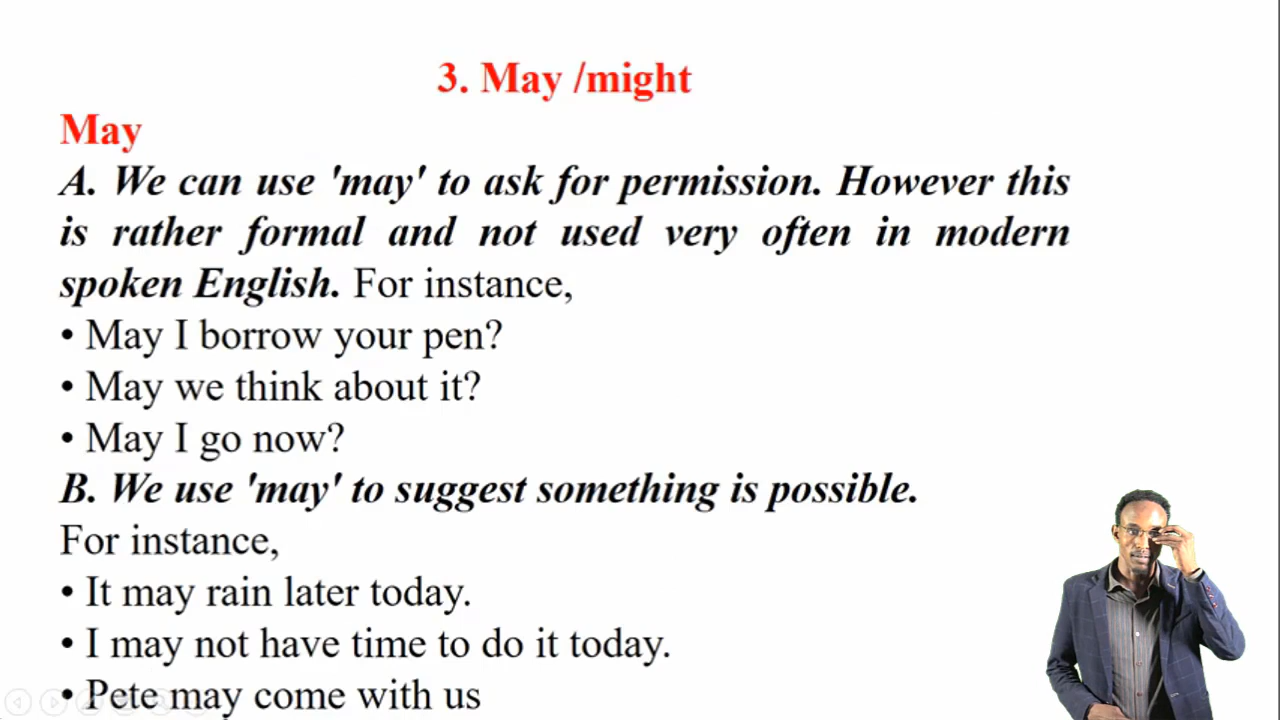 3. May /might
May
A. We can use 'may' to ask for permission. However this
is rather formal and not used very often in modern
spoken English. For instance,
• May I borrow your pen?
• May we think about it?
• May I go now?
B. We use 'may' to suggest something is possible.
For instance,
• It may rain later today.
• I may not have time to do it today.
• Pete may come with us